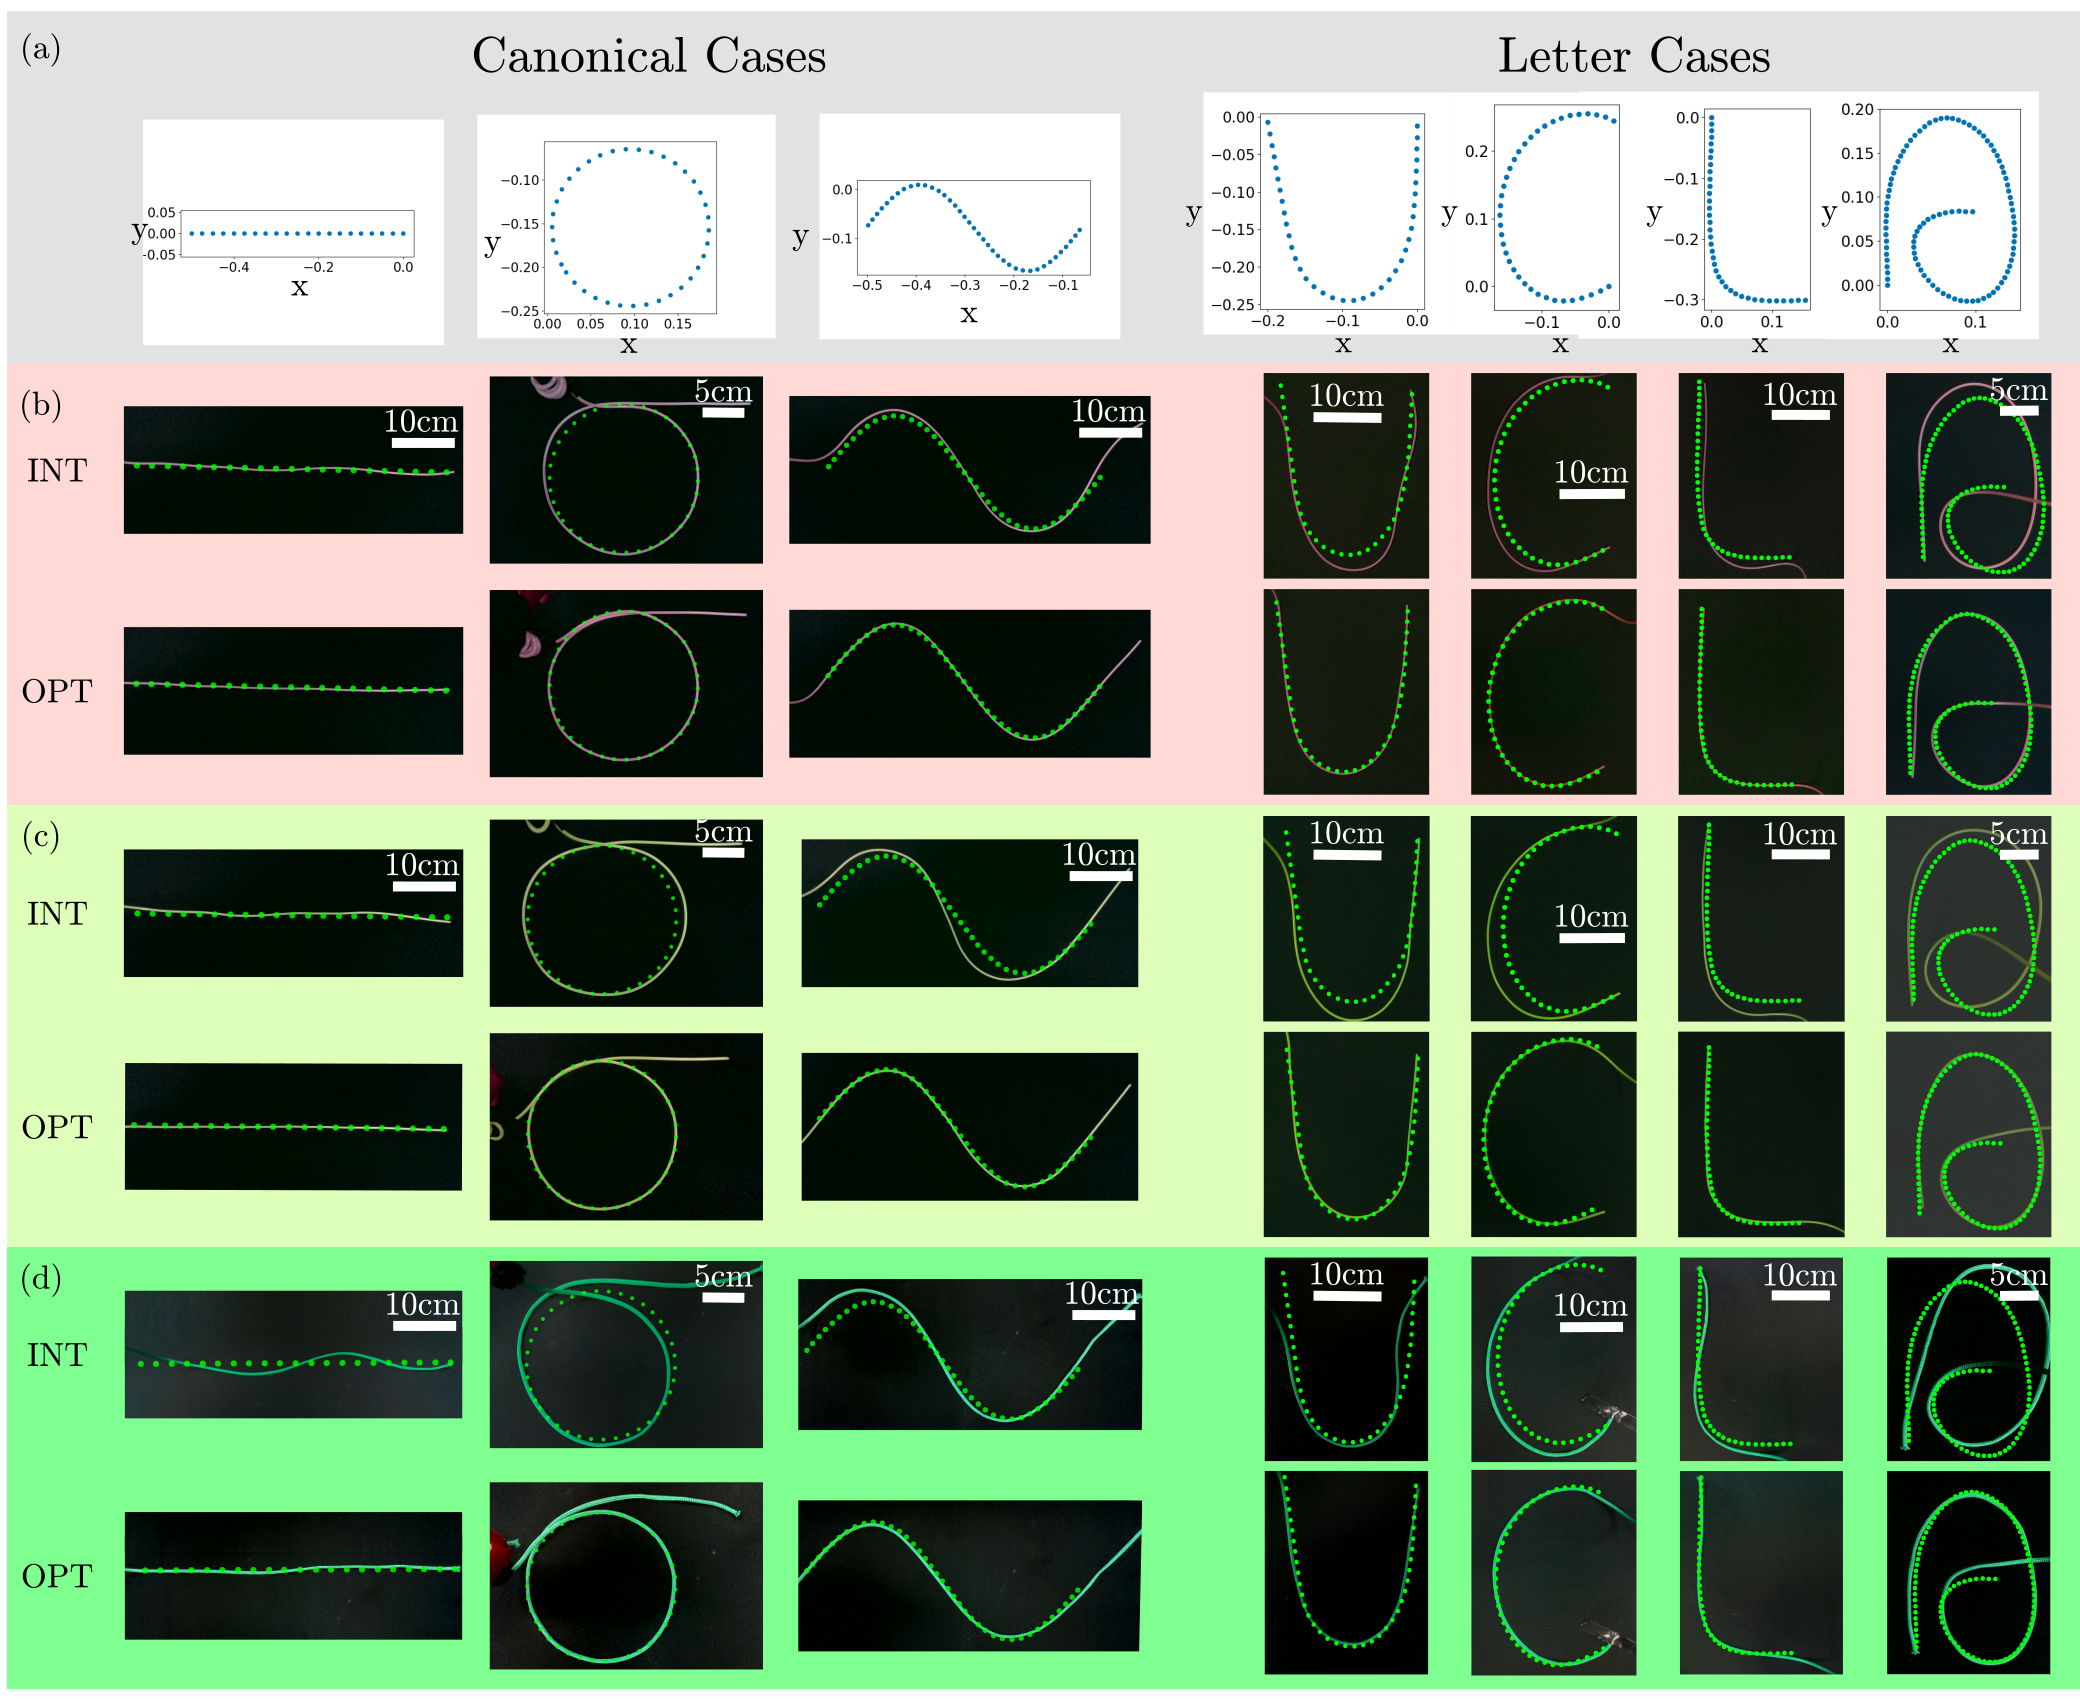 (a)
Canonical Cases
Letter Cases
0.05
0.00
-0.05
y
−0.4
−0.2
0.0
x
−0.10
−0.15
−0.20
−0.25
y
0.00
0.05
0.10
0.15
x
0.0
−0.1
y
−0.5
−0.4
−0.3
−0.2
−0.1
x
0.00
−0.05
−0.10
−0.15
−0.20
−0.25
y
−0.2
−0.1
0.0
x
0.2
0.1
0.0
y
−0.1
0.0
x
0.0
−0.1
−0.2
−0.3
y
0.0
0.1
x
0.20
0.15
0.10
0.05
0.00
y
0.0
0.1
x
(b)
INT
10cm
5cm
10cm
10cm
10cm
10cm
5cm
OPT
(c)
INT
10cm
5cm
10cm
10cm
10cm
10cm
5cm
OPT
(d)
INT
10cm
5cm
10cm
10cm
10cm
10cm
5cm
OPT